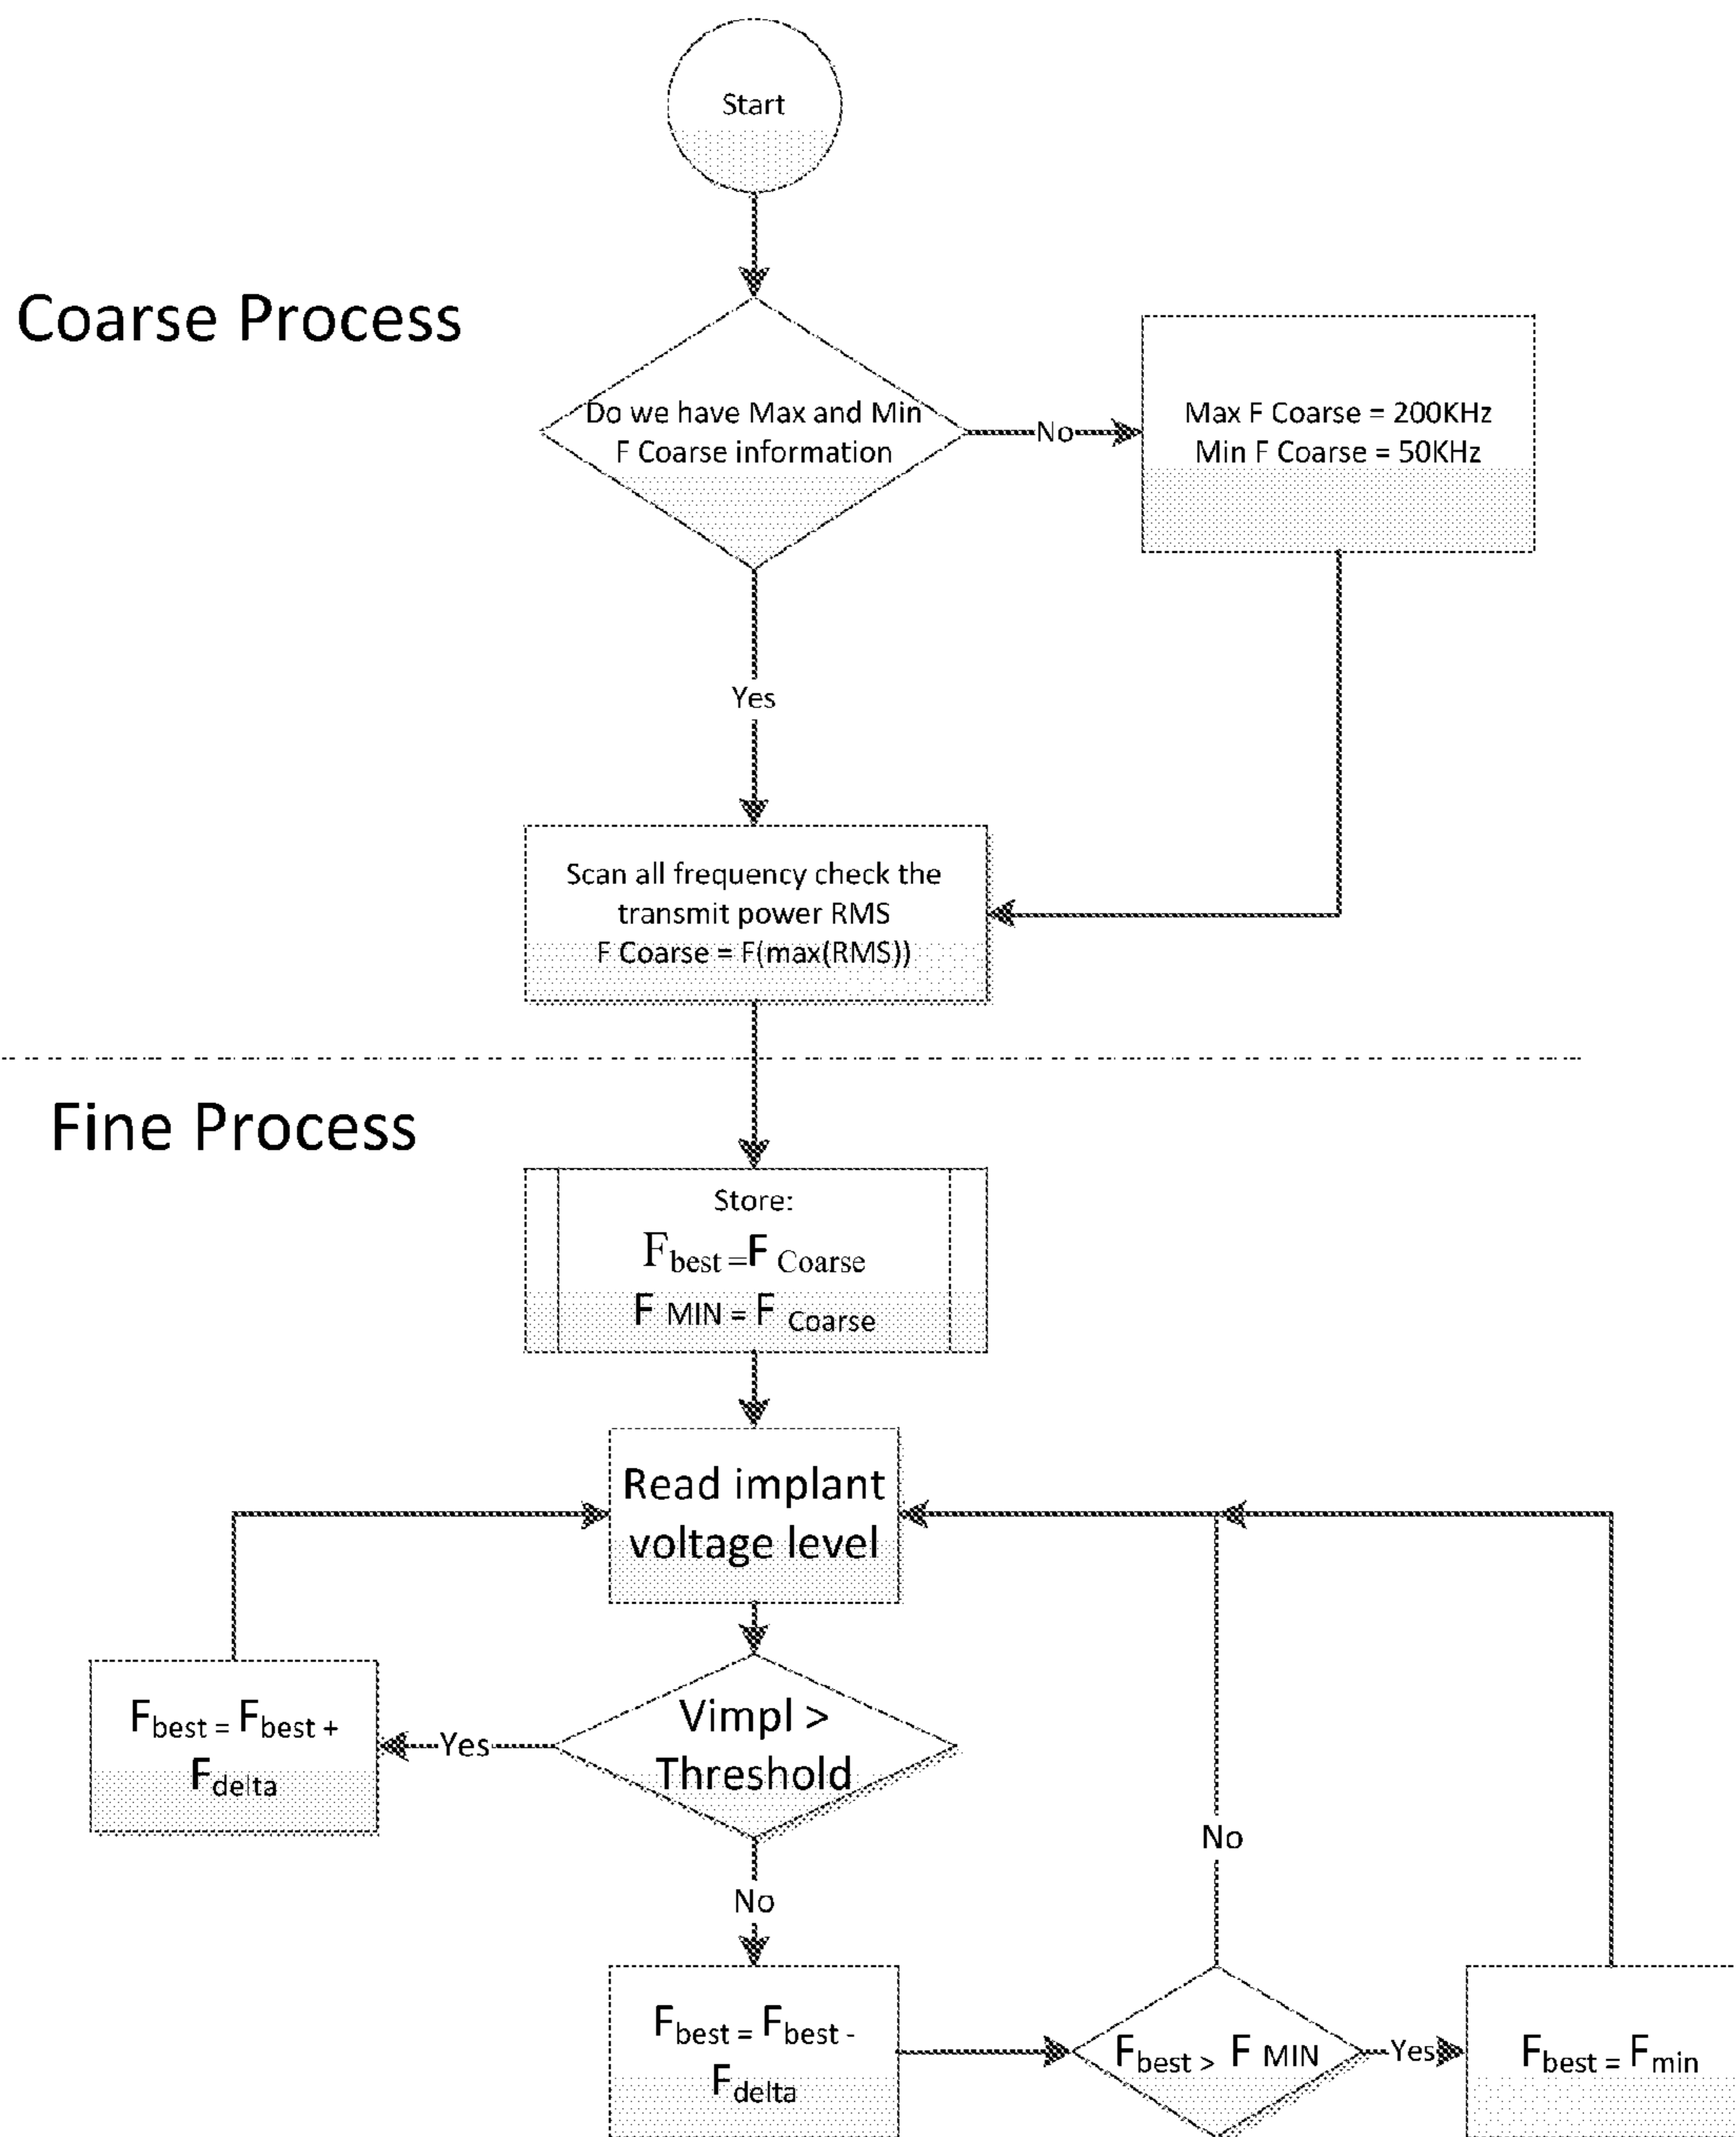 Start
Coarse Process
Do we have Max and Min
F Coarse information
No
Max F Coarse = 200KHz
Min F Coarse = 50KHz
Yes
Scan all frequency check the
transmit power RMS
F Coarse = F(max(RMS))
Fine Process
Store:
Fbest = F Coarse
F MIN = F Coarse
Read implant
voltage level
Fbest = Fbest +
Fdelta
Yes
Vimpl >
Threshold
No
No
Fbest = Fbest -
Fdelta
Fbest > F MIN
Yes
Fbest = Fmin